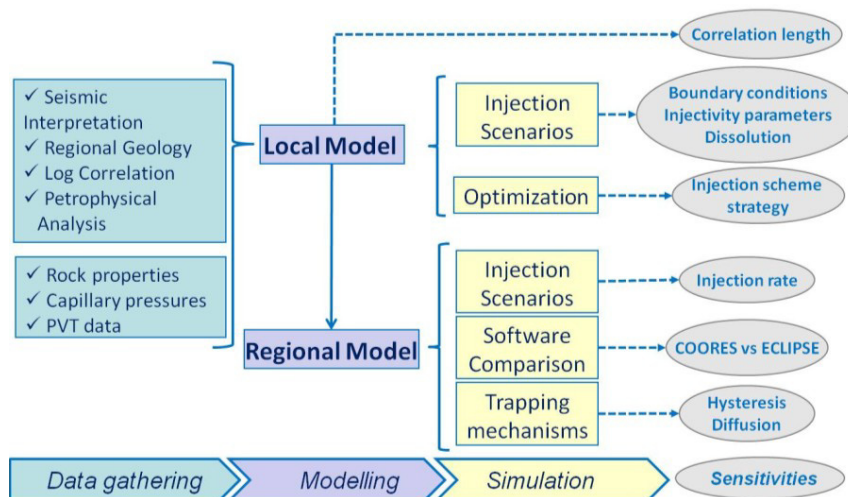 Correlation length
✓ Seismic
Interpretation
✓ Regional Geology
✓ Log Correlation
✓ Petrophysical
Analysis
✓ Rock properties
✓ Capillary pressures
✓ PVT data
Local Model
Regional Model
Injection
Scenarios
Boundary conditions
Injectivity parameters
Dissolution
Optimization
Injection scheme
strategy
Injection
Scenarios
Injection rate
Software
Comparison
COORES vs ECLIPSE
Trapping
mechanisms
Hysteresis
Diffusion
Data gathering
Modelling
Simulation
Sensitivities